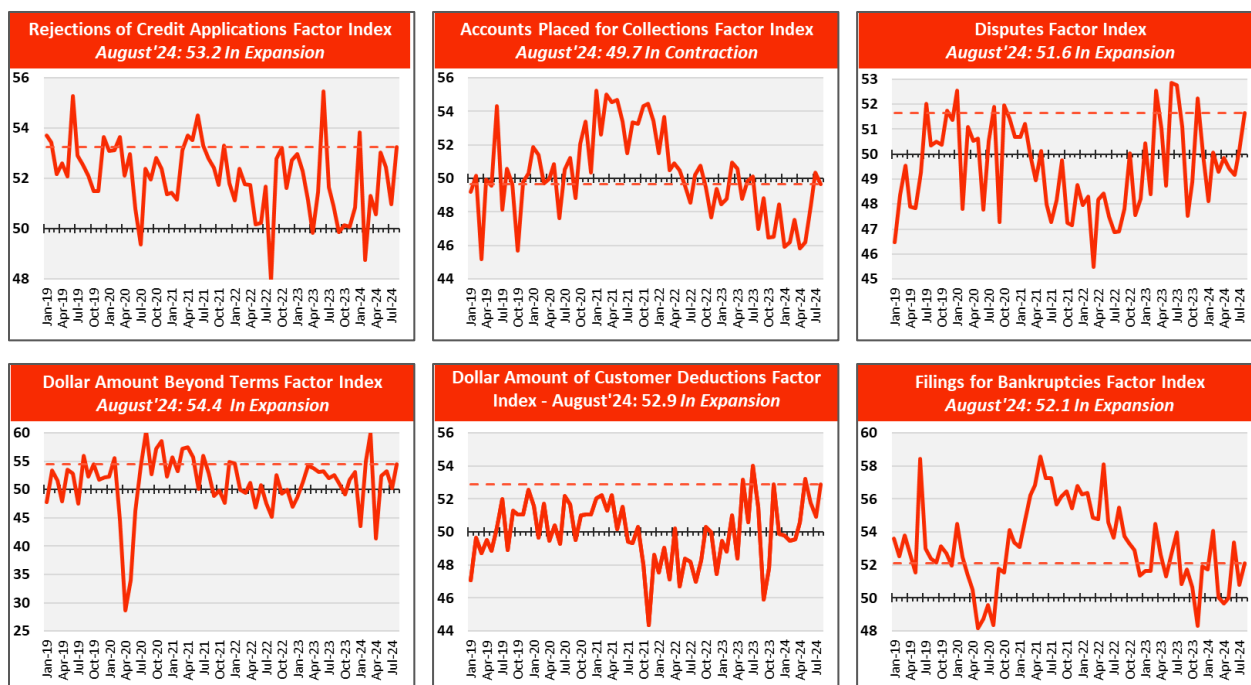 Rejections of Credit Applications Factor Index
August'24: 53.2 In Expansion
56
54
52
50
48
Jan-19 Apr-19 Jul-19 Oct-19 Jan-20 Apr-20 Jul-20 Oct-20 Jan-21 Apr-21 Jul-21 Oct-21 Jan-22 Apr-22 Jul-22 Oct-22 Jan-23 Apr-23 Jul-23 Oct-23 Jan-24 Apr-24 Jul-24
Accounts Placed for Collections Factor Index
August'24: 49.7 In Contraction
56
54
52
50
48
46
44
Jan-19 Apr-19 Jul-19 Oct-19 Jan-20 Apr-20 Jul-20 Oct-20 Jan-21 Apr-21 Jul-21 Oct-21 Jan-22 Apr-22 Jul-22 Oct-22 Jan-23 Apr-23 Jul-23 Oct-23 Jan-24 Apr-24 Jul-24
Disputes Factor Index
August'24: 51.6 In Expansion
53
52
51
50
49
48
47
46
45
Jan-19 Apr-19 Jul-19 Oct-19 Jan-20 Apr-20 Jul-20 Oct-20 Jan-21 Apr-21 Jul-21 Oct-21 Jan-22 Apr-22 Jul-22 Oct-22 Jan-23 Apr-23 Jul-23 Oct-23 Jan-24 Apr-24 Jul-24
Dollar Amount Beyond Terms Factor Index
August'24: 54.4 In Expansion
60
55
50
45
40
35
30
25
Jan-19 Apr-19 Jul-19 Oct-19 Jan-20 Apr-20 Jul-20 Oct-20 Jan-21 Apr-21 Jul-21 Oct-21 Jan-22 Apr-22 Jul-22 Oct-22 Jan-23 Apr-23 Jul-23 Oct-23 Jan-24 Apr-24 Jul-24
Dollar Amount of Customer Deductions Factor
Index - August'24: 52.9 In Expansion
56
54
52
50
48
46
44
Jan-19 Apr-19 Jul-19 Oct-19 Jan-20 Apr-20 Jul-20 Oct-20 Jan-21 Apr-21 Jul-21 Oct-21 Jan-22 Apr-22 Jul-22 Oct-22 Jan-23 Apr-23 Jul-23 Oct-23 Jan-24 Apr-24 Jul-24
Filings for Bankruptcies Factor Index
August'24: 52.1 In Expansion
60
58
56
54
52
50
48
Jan-19 Apr-19 Jul-19 Oct-19 Jan-20 Apr-20 Jul-20 Oct-20 Jan-21 Apr-21 Jul-21 Oct-21 Jan-22 Apr-22 Jul-22 Oct-22 Jan-23 Apr-23 Jul-23 Oct-23 Jan-24 Apr-24 Jul-24